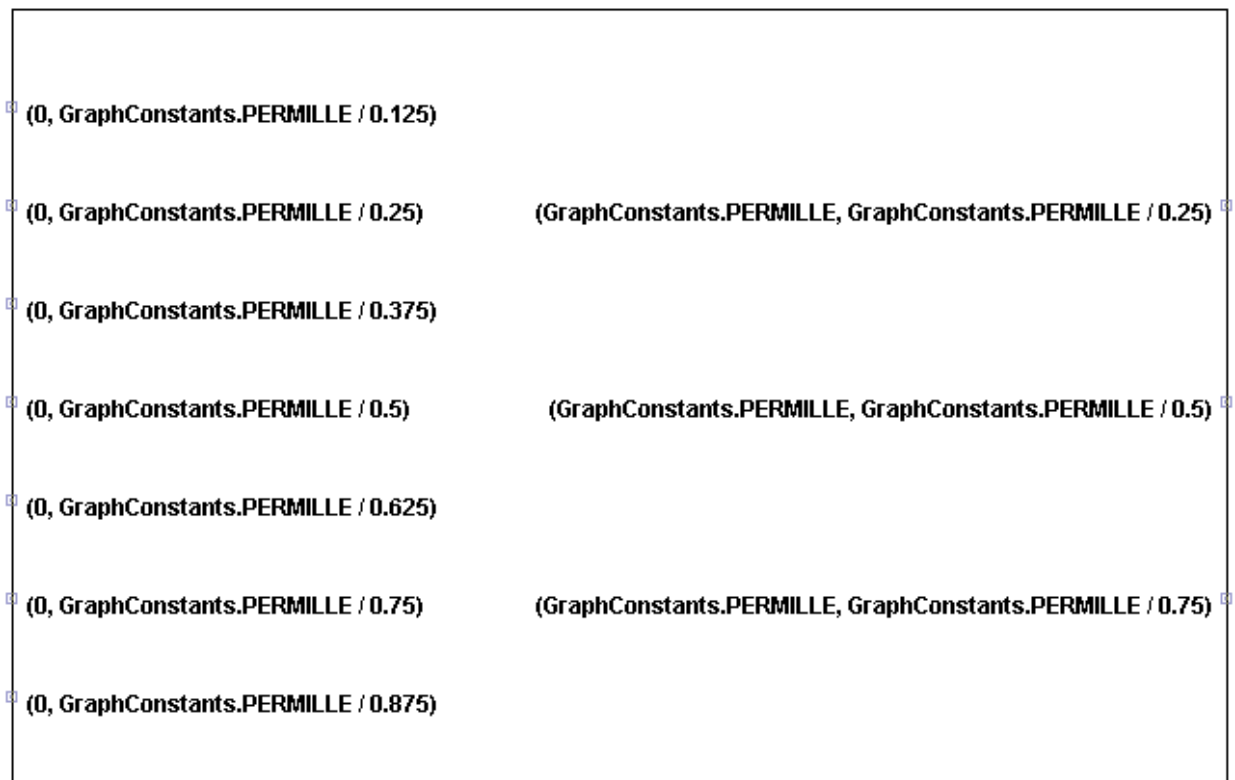 (0, GraphConstants.PERMILLE / 0.125)
(0, GraphConstants.PERMILLE / 0.25) (GraphConstants.PERMILLE, GraphConstants.PERMILLE / 0.25)
(0, GraphConstants.PERMILLE / 0.375)
(0, GraphConstants.PERMILLE / 0.5) (GraphConstants.PERMILLE, GraphConstants.PERMILLE / 0.5)
(0, GraphConstants.PERMILLE / 0.625)
(0, GraphConstants.PERMILLE / 0.75) (GraphConstants.PERMILLE, GraphConstants.PERMILLE / 0.75)
(0, GraphConstants.PERMILLE / 0.875)